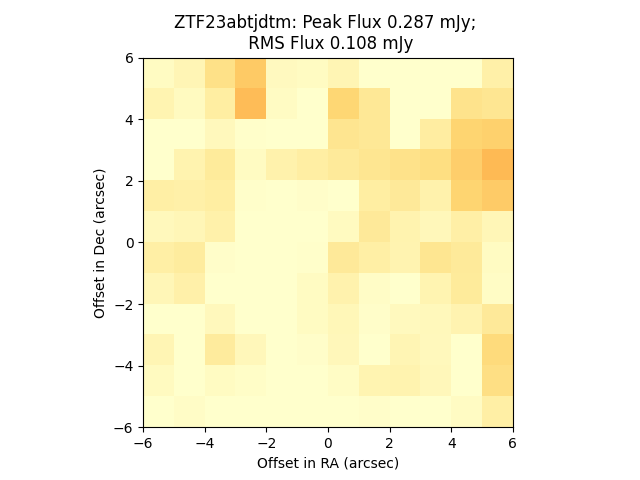 ZTF23abtjdtm: Peak Flux 0.287 mJy;
RMS Flux 0.108 mJy
6
4
2
0
−2
−4
−6
Offset in Dec (arcsec)
−6 −4 −2 0 2 4 6
Offset in RA (arcsec)